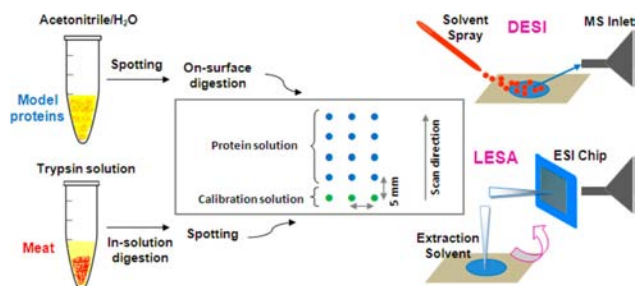 Acetonitrile/H₂O
Spotting
Model
proteins
On-surface
digestion
Trypsin solution
Meat
In-solution
digestion
Spotting
Protein solution
Calibration solution
5 mm
Scan direction
Solvent
Spray
DESI
MS Inlet
LESA
ESI Chip
Extraction
Solvent